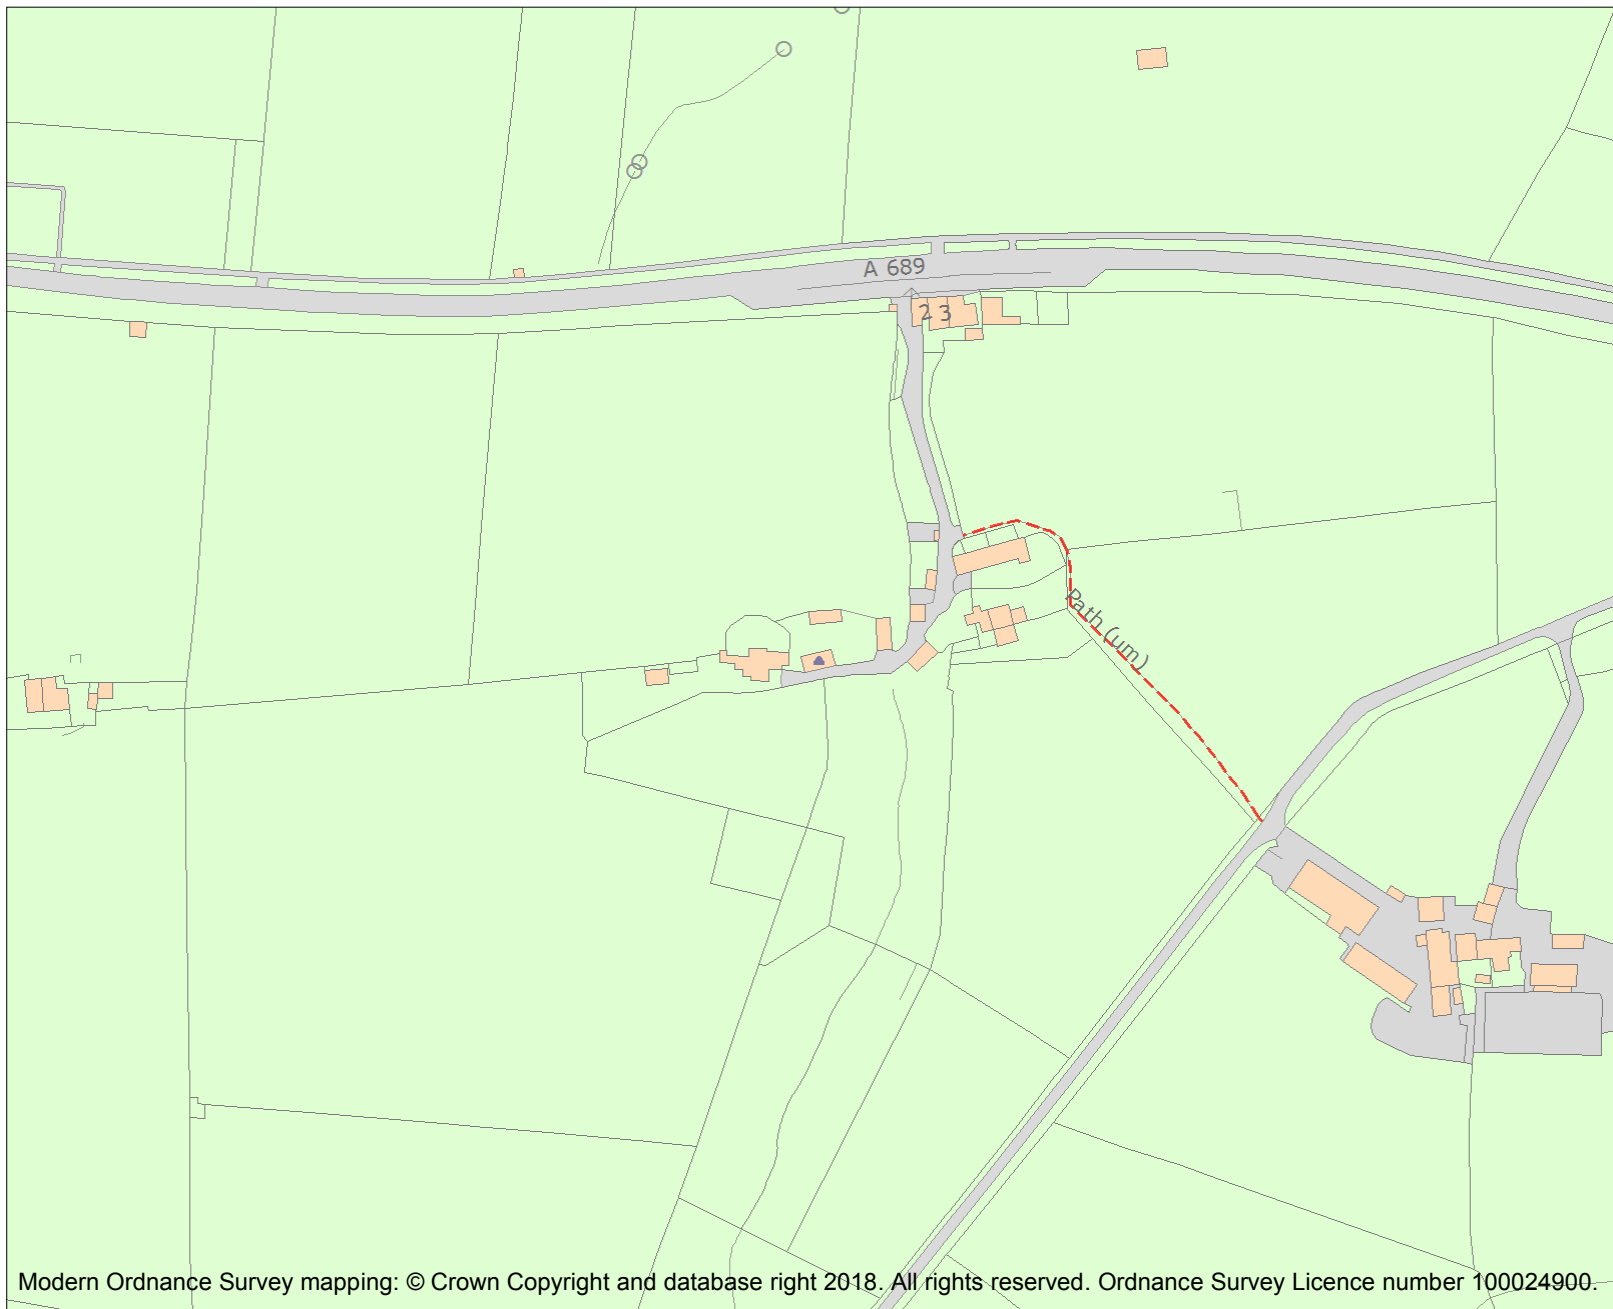 A 689
2 3
Path (um)
Modern Ordnance Survey mapping: © Crown Copyright and database right 2018. All rights reserved. Ordnance Survey Licence number 100024900.